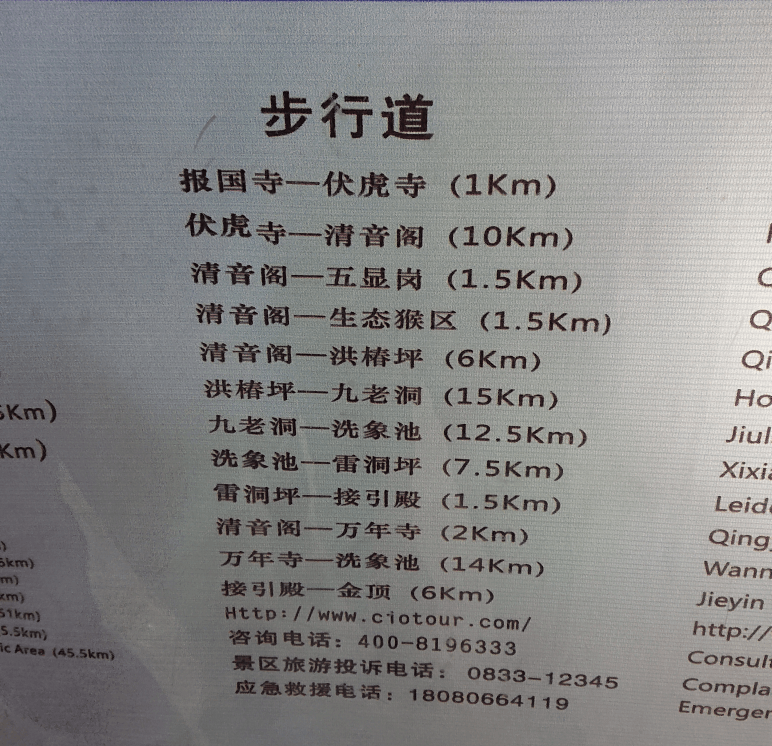 步行道
报国寺—伏虎寺 (1Km)
伏虎寺—清音阁 (10Km)
清音阁—五显岗 (1.5Km)
清音阁—生态猴区 (1.5Km)
清音阁—洪椿坪 (6Km)
洪椿坪—九老洞 (15Km)
九老洞—洗象池 (12.5Km)
洗象池—雷洞坪 (7.5Km)
雷洞坪—接引殿 (1.5Km)
清音阁—万年寺 (2Km)
万年寺—洗象池 (14Km)
接引殿—金顶 (6Km)
Http://www.ciotour.com/
咨询电话: 400-8196333
景区旅游投诉电话: 0833-12345
应急救援电话: 18080664119
Km)
Km)
km)
51km)
5.5km)
ic Area (45.5km)
Qi
Ho
Jiul
Xixi
Leid
Qing
Wann
Jieyin
http://
Consul
Compla
Emerger